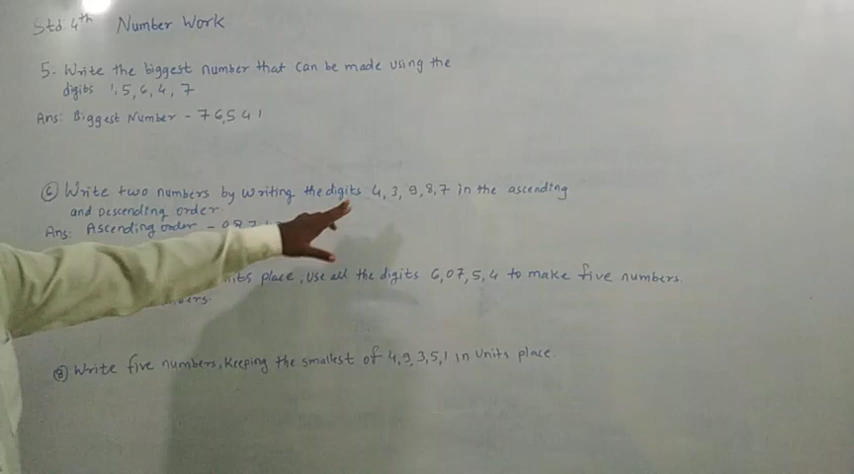 Std 4th Number Work
5. Write the biggest number that can be made using the
digits 1,5,6,4,7
Ans: Biggest Number - 76,541
⑥ Write two numbers by writing the digits 4, 3, 9, 8, 7 in the ascending
and Descending order
Ans: Ascending order - 987
place, use all the digits 6,07,5,4 to make five numbers.
⑧ Write five numbers, Keeping the smallest of 4,9,3,5,1 in Units place.